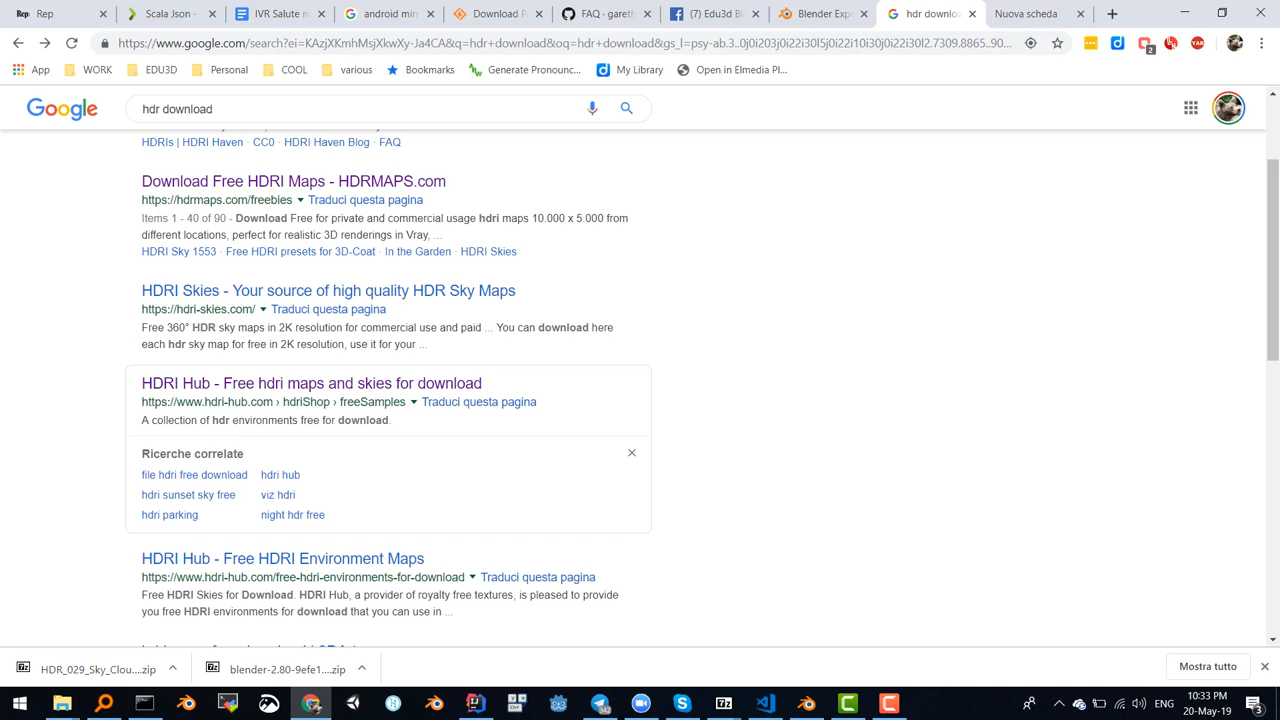 Rep Rep
Scala Json -
IVR Salute n
android min
Download P
FAQ - gareth
(7) Edu3d Bl
Blender Exp
hdr downlo
Nuova scheda
https://www.google.com/search?ei=KAzjXKmhMsjXkwXa4CA&q=hdr+download&oq=hdr+download&gs_l=psy-ab.3..0j0i203j0i22i30l5j0i22i10i30j0i22i30l2.7309.8865..90...
App WORK EDU3D Personal COOL various Bookmarks Generate Pronounc... My Library Open in Elmedia Pl...
Google hdr download
HDRIs | HDRI Haven · CC0 · HDRI Haven Blog · FAQ
Download Free HDRI Maps - HDRMAPS.com
https://hdrmaps.com/freebies Traduci questa pagina
Items 1 - 40 of 90 - Download Free for private and commercial usage hdri maps 10.000 x 5.000 from
different locations, perfect for realistic 3D renderings in Vray, ...
HDRI Sky 1553 · Free HDRI presets for 3D-Coat · In the Garden · HDRI Skies
HDRI Skies - Your source of high quality HDR Sky Maps
https://hdri-skies.com/ Traduci questa pagina
Free 360° HDR sky maps in 2K resolution for commercial use and paid ... You can download here
each hdr sky map for free in 2K resolution, use it for your ...
HDRI Hub - Free hdri maps and skies for download
https://www.hdri-hub.com › hdriShop › freeSamples Traduci questa pagina
A collection of hdr environments free for download.
Ricerche correlate
file hdri free download hdri hub
hdri sunset sky free viz hdri
hdri parking night hdr free
HDRI Hub - Free HDRI Environment Maps
https://www.hdri-hub.com/free-hdri-environments-for-download Traduci questa pagina
Free HDRI Skies for Download. HDRI Hub, a provider of royalty free textures, is pleased to provide
you free HDRI environments for download that you can use in ...
HDR_029_Sky_Clou....zip blender-2.80-9efe1....zip Mostra tutto
ENG
10:33 PM
20-May-19
3